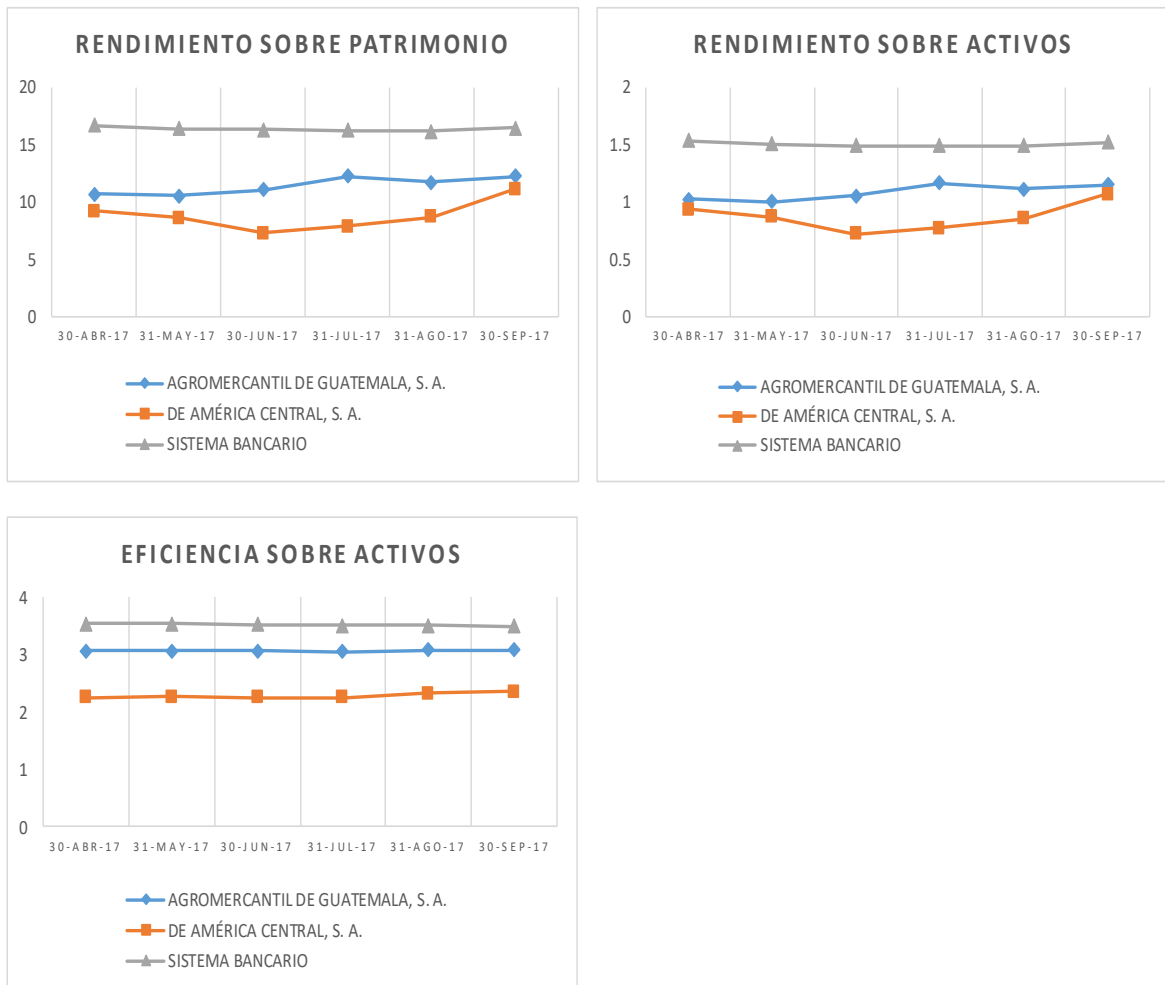 RENDIMIENTO SOBRE PATRIMONIO
20
15
10
5
0
30-ABR-17 31-MAY-17 30-JUN-17 31-JUL-17 31-AGO-17 30-SEP-17
AGROMERCANTIL DE GUATEMALA, S. A.
DE AMÉRICA CENTRAL, S. A.
SISTEMA BANCARIO
RENDIMIENTO SOBRE ACTIVOS
2
1.5
1
0.5
0
30-ABR-17 31-MAY-17 30-JUN-17 31-JUL-17 31-AGO-17 30-SEP-17
AGROMERCANTIL DE GUATEMALA, S. A.
DE AMÉRICA CENTRAL, S. A.
SISTEMA BANCARIO
EFICIENCIA SOBRE ACTIVOS
4
3
2
1
0
30-ABR-17 31-MAY-17 30-JUN-17 31-JUL-17 31-AGO-17 30-SEP-17
AGROMERCANTIL DE GUATEMALA, S. A.
DE AMÉRICA CENTRAL, S. A.
SISTEMA BANCARIO